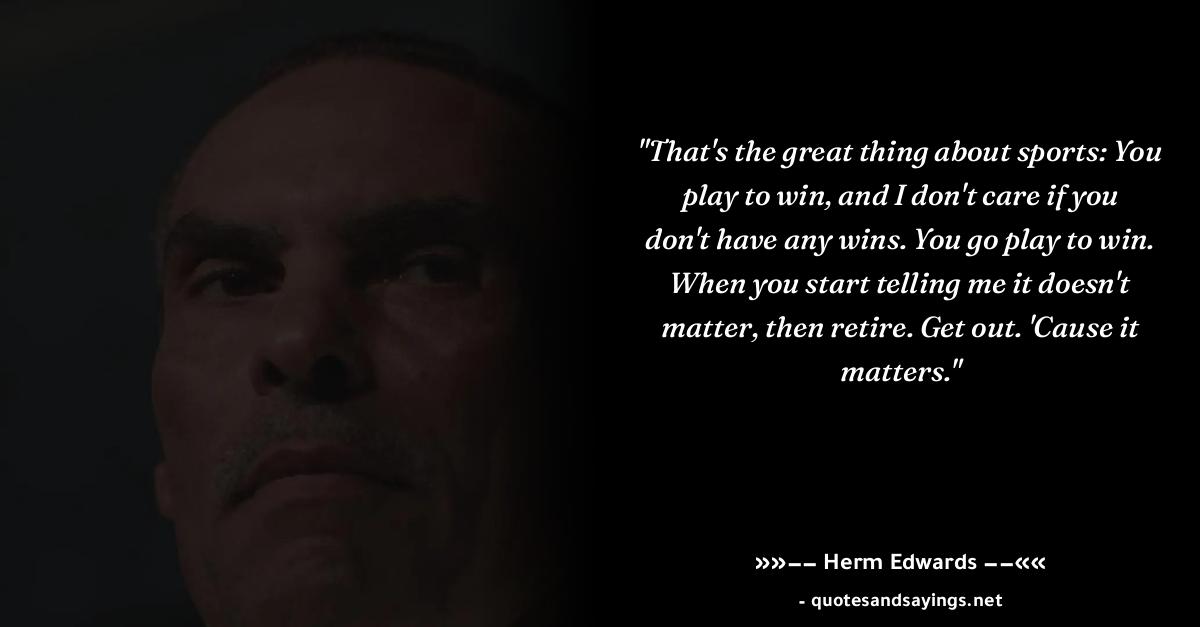 "That's the great thing about sports: You
play to win, and I don't care if you
don't have any wins. You go play to win.
When you start telling me it doesn't
matter, then retire. Get out. 'Cause it
matters."
»»−− Herm Edwards −−««
- quotesandsayings.net